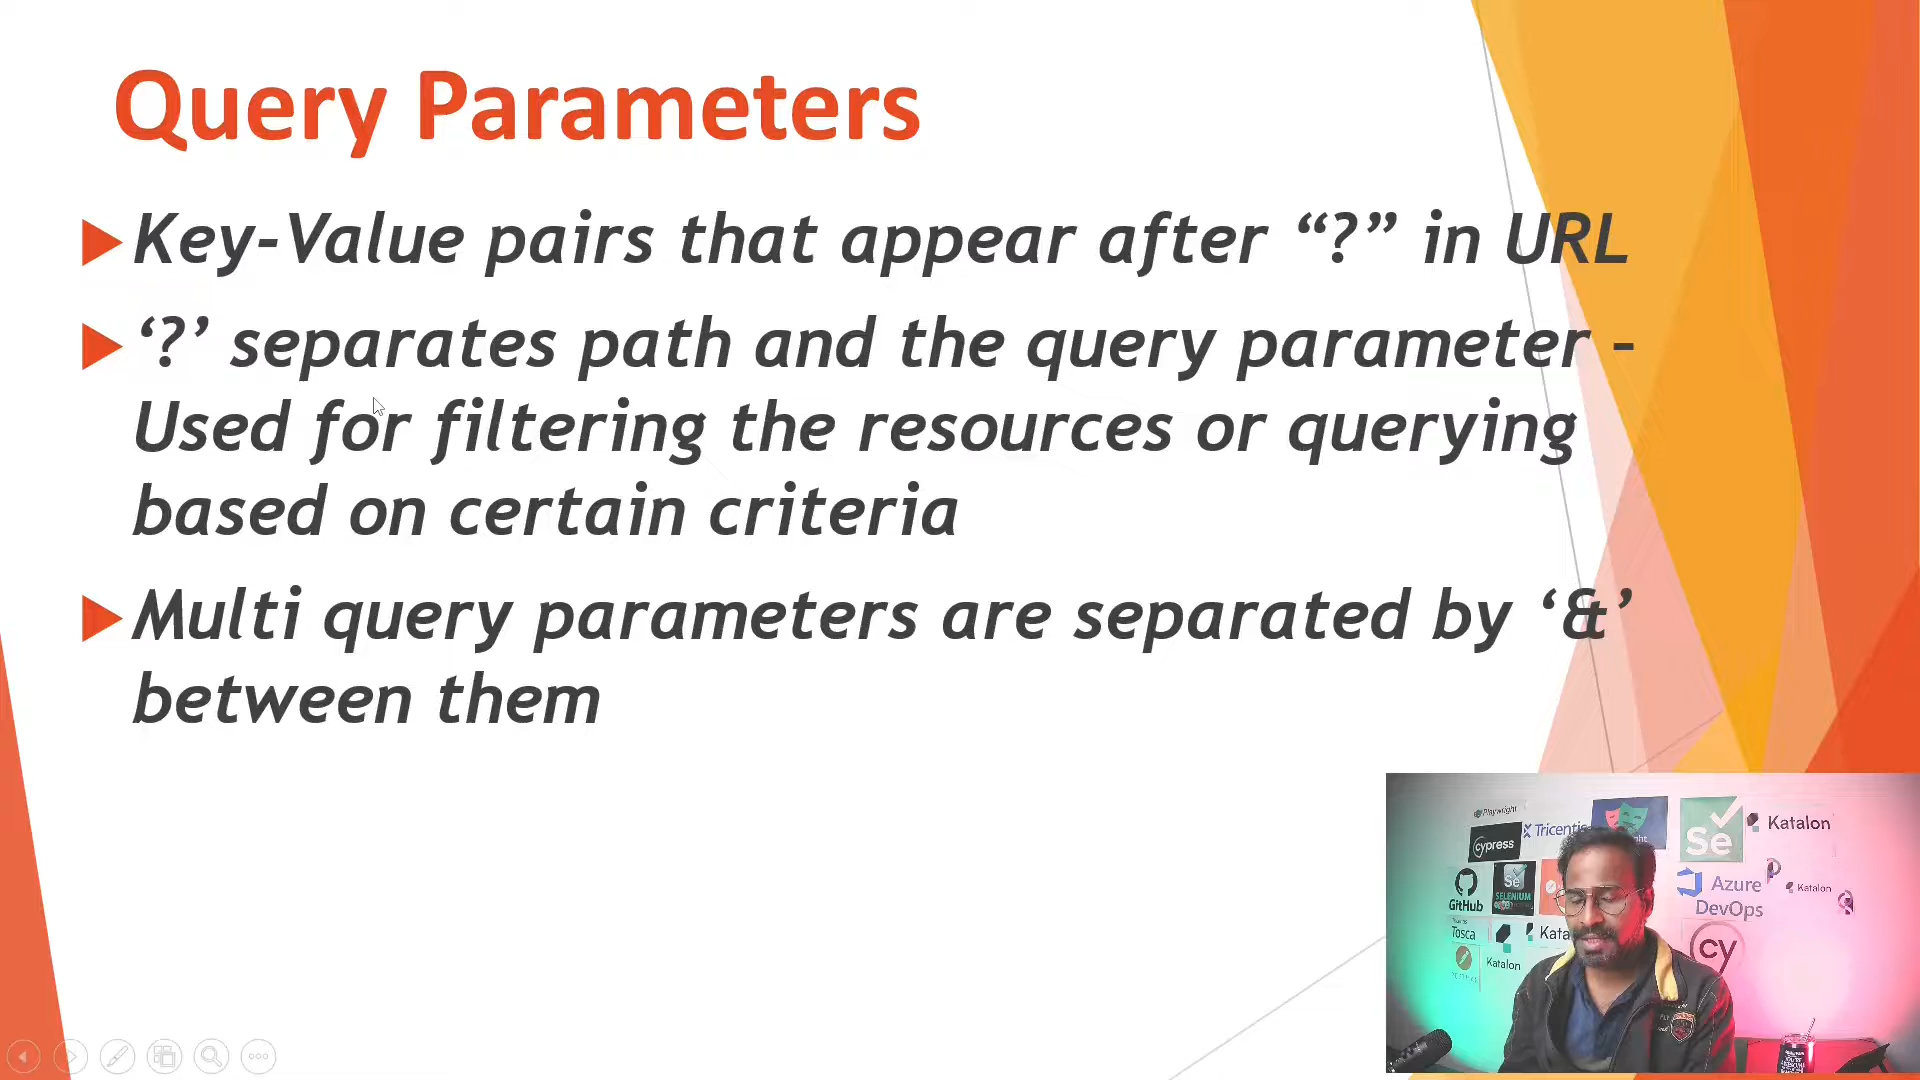 Query Parameters
Key-Value pairs that appear after “?” in URL
‘?’ separates path and the query parameter –
Used for filtering the resources or querying
based on certain criteria
Multi query parameters are separated by ‘&’
between them
Playwright
Tricentis
cypress
Se
Katalon
GitHub
Se
SELENIUM
Azure
DevOps
Katalon
Tosca
Kata
Katalon
cy